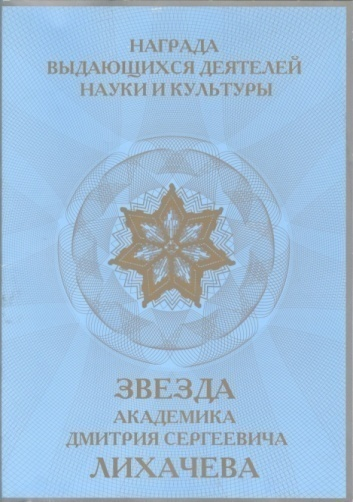 НАГРАДА
ВЫДАЮЩИХСЯ ДЕЯТЕЛЕЙ
НАУКИ И КУЛЬТУРЫ
ЗВЕЗДА
АКАДЕМИКА
ДМИТРИЯ СЕРГЕЕВИЧА
ЛИХАЧЕВА